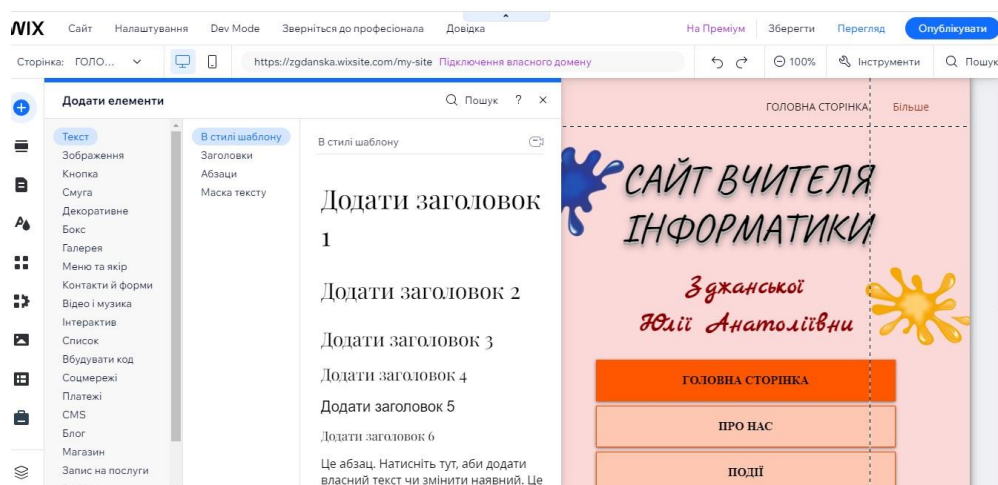 WIX Сайт Налаштування Dev Mode Зверніться до професіонала Довідка На Преміум Зберегти Перегляд Опублікувати
Сторінка: ГОЛО... https://zgdanska.wixsite.com/my-site Підключення власного домену 100% Інструменти Пошук
Додати елементи Пошук ? ×
Текст
Зображення
Кнопка
Смуга
Декоративне
Бокс
Галерея
Меню та якір
Контакти й форми
Відео і музика
Інтерактив
Список
Вбудувати код
Соцмережі
Платежі
CMS
Блог
Магазин
Запис на послуги
В стилі шаблону
Заголовки
Абзаци
Маска тексту
В стилі шаблону
Додати заголовок
1
Додати заголовок 2
Додати заголовок 3
Додати заголовок 4
Додати заголовок 5
Додати заголовок 6
Це абзац. Натисніть тут, аби додати
власний текст чи змінити наявний. Це
ГОЛОВНА СТОРІНКА Більше
САЙТ ВЧИТЕЛЯ
ІНФОРМАТИКИ
Зджанської
Юлії Анатоліївни
ГОЛОВНА СТОРІНКА
ПРО НАС
ПОДІЇ